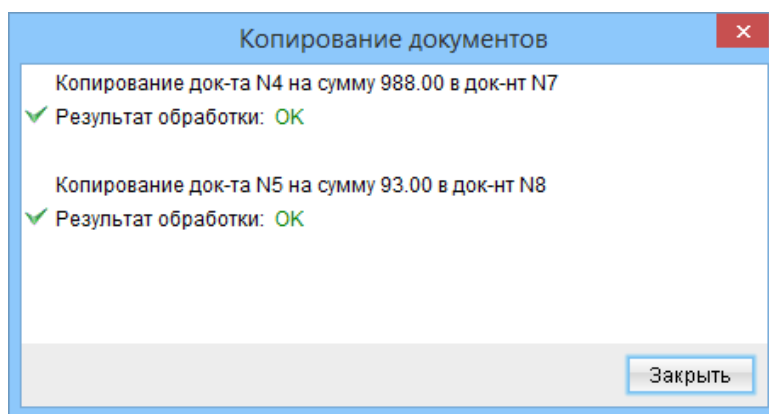 Копирование документов
Копирование док-та N4 на сумму 988.00 в док-нт N7
Результат обработки: OK
Копирование док-та N5 на сумму 93.00 в док-нт N8
Результат обработки: OK
Закрыть